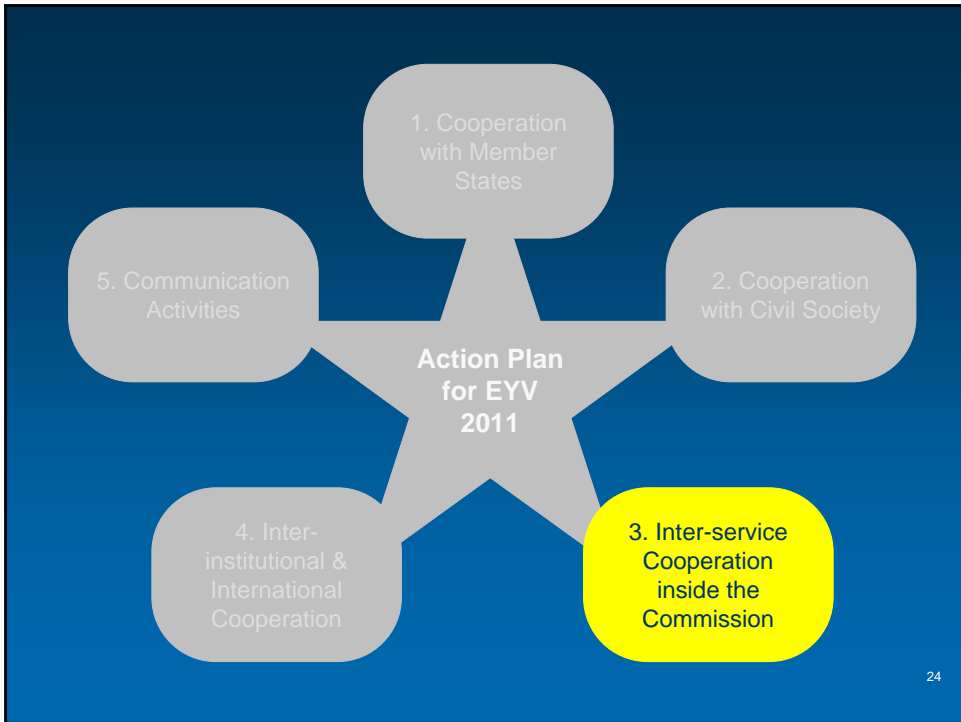 1. Cooperation
with Member
States
5. Communication
Activities
2. Cooperation
with Civil Society
Action Plan
for EYV
2011
4. Inter-
institutional &
International
Cooperation
3. Inter-service
Cooperation
inside the
Commission
24